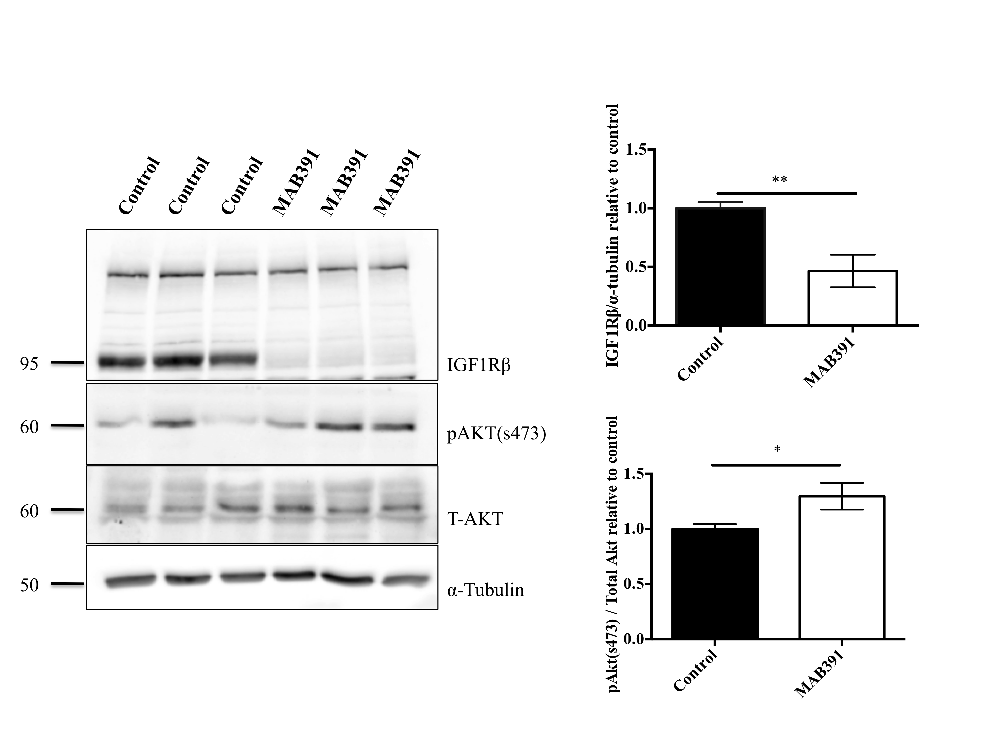 Control
Control
Control
MAB391
MAB391
MAB391
95
IGF1Rβ
60
pAKT(s473)
60
T-AKT
50
α-Tubulin
IGF1Rβ/α-tubulin relative to control
1.5
1.0
0.5
0.0
**
Control
MAB391
pAkt(s473) / Total Akt relative to control
1.5
1.0
0.5
0.0
*
Control
MAB391